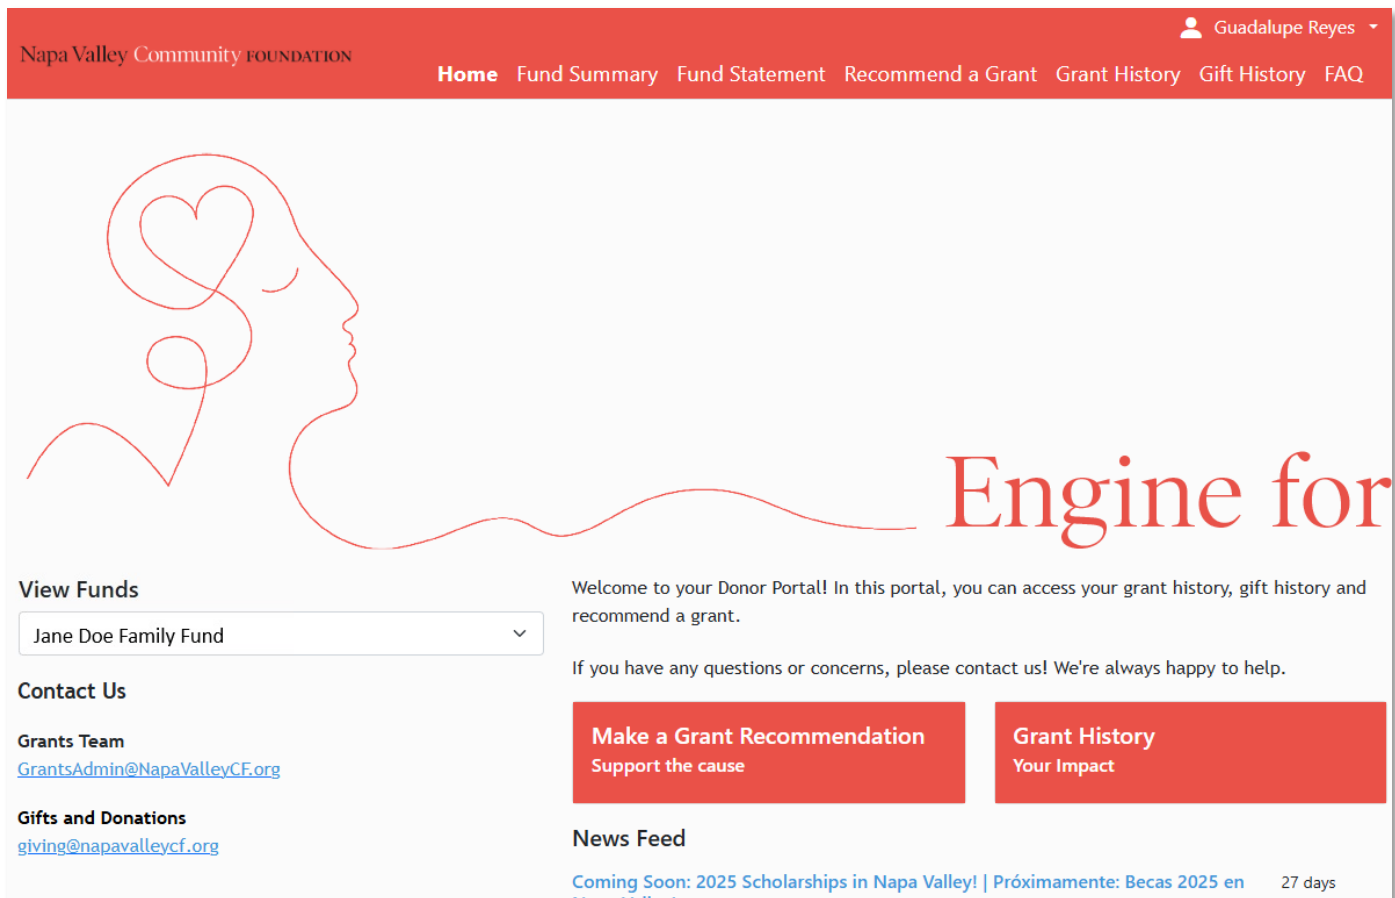 Guadalupe Reyes
Napa Valley Community FOUNDATION
Home Fund Summary Fund Statement Recommend a Grant Grant History Gift History FAQ
Engine for
View Funds
Jane Doe Family Fund
Contact Us
Grants Team
GrantsAdmin@NapaValleyCF.org
Gifts and Donations
giving@napavalleycf.org
Welcome to your Donor Portal! In this portal, you can access your grant history, gift history and
recommend a grant.
If you have any questions or concerns, please contact us! We're always happy to help.
Make a Grant Recommendation
Support the cause
Grant History
Your Impact
News Feed
Coming Soon: 2025 Scholarships in Napa Valley! | Próximamente: Becas 2025 en
27 days